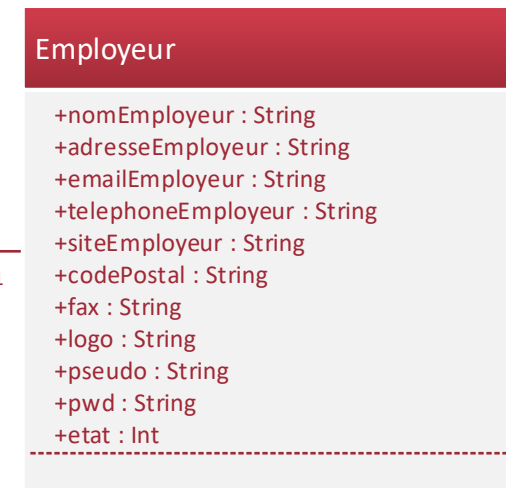 Employeur
+nomEmployeur : String
+adresseEmployeur : String
+emailEmployeur : String
+telephoneEmployeur : String
+siteEmployeur : String
+codePostal : String
+fax : String
+logo : String
+pseudo : String
+pwd : String
+etat : Int